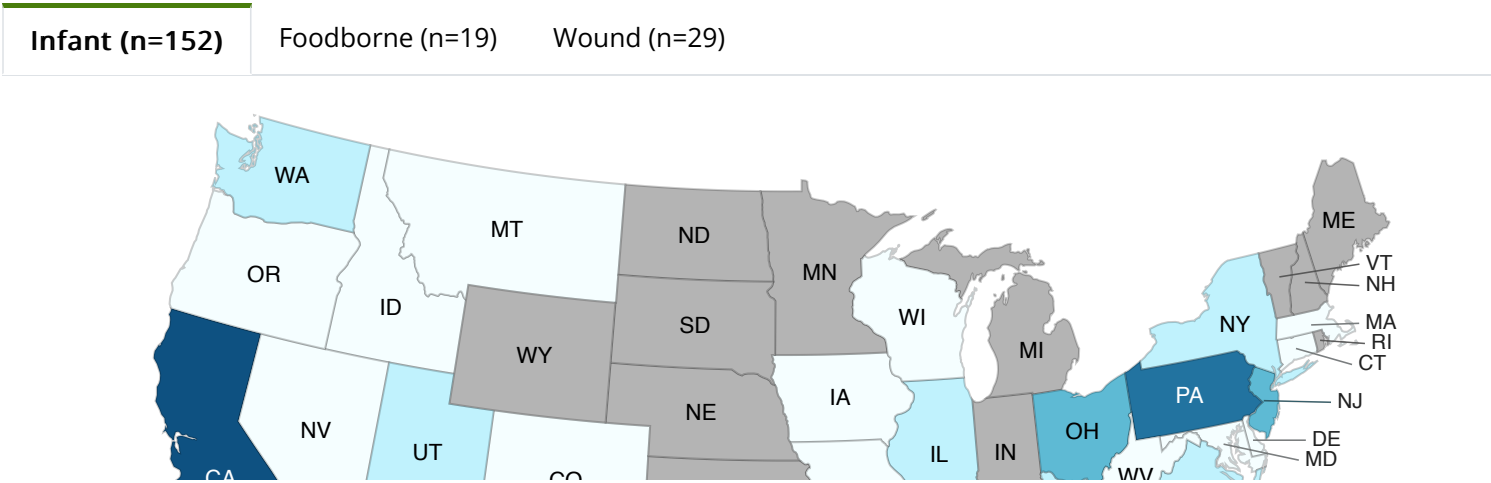 Infant (n=152) Foodborne (n=19) Wound (n=29)
WA
MT
ND
ME
OR
MN
VT
ID
NH
WI
NY
MA
SD
RI
WY
MI
CT
PA
IA
NE
NJ
NV
OH
UT
IL
IN
DE
MD
CA
CO
WV